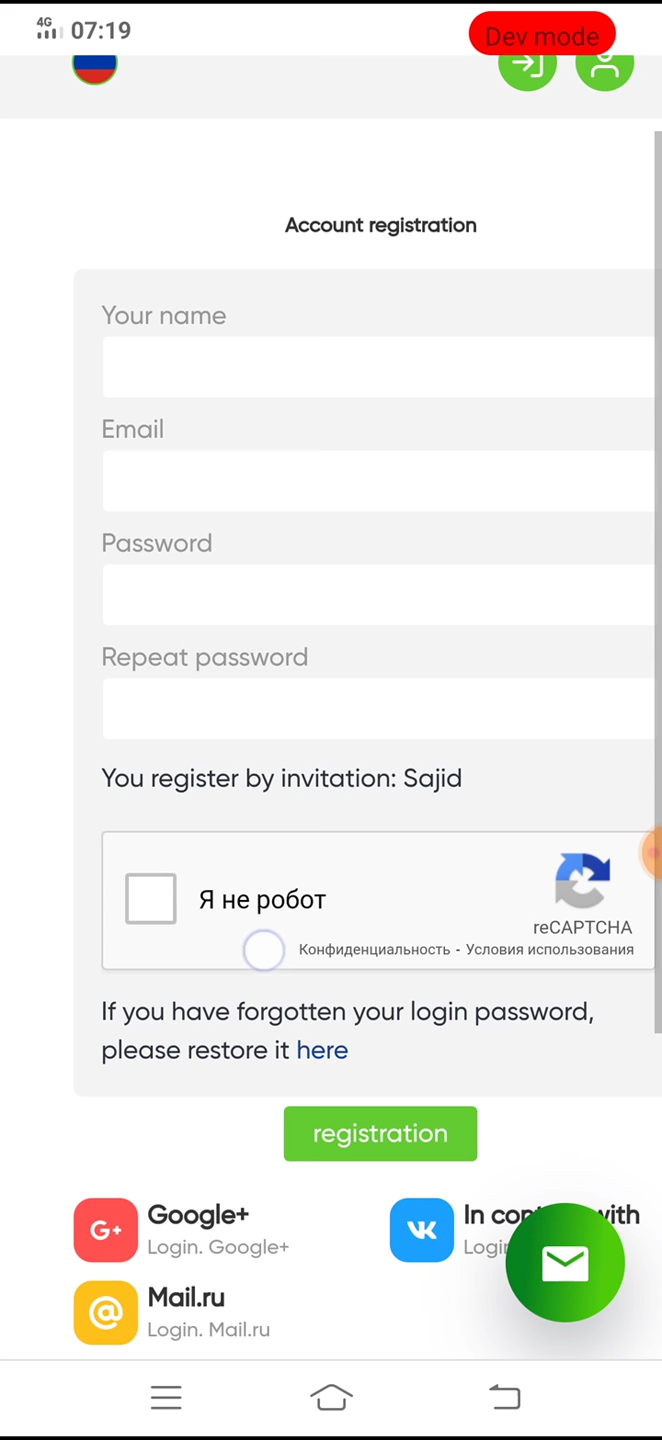 4G 07:19
Dev mode
Account registration
Your name
Email
Password
Repeat password
You register by invitation: Sajid
Я не робот
reCAPTCHA
Конфиденциальность - Условия использования
If you have forgotten your login password,
please restore it here
registration
G+ Google+
Login. Google+
In with
Mail.ru
Login. Mail.ru